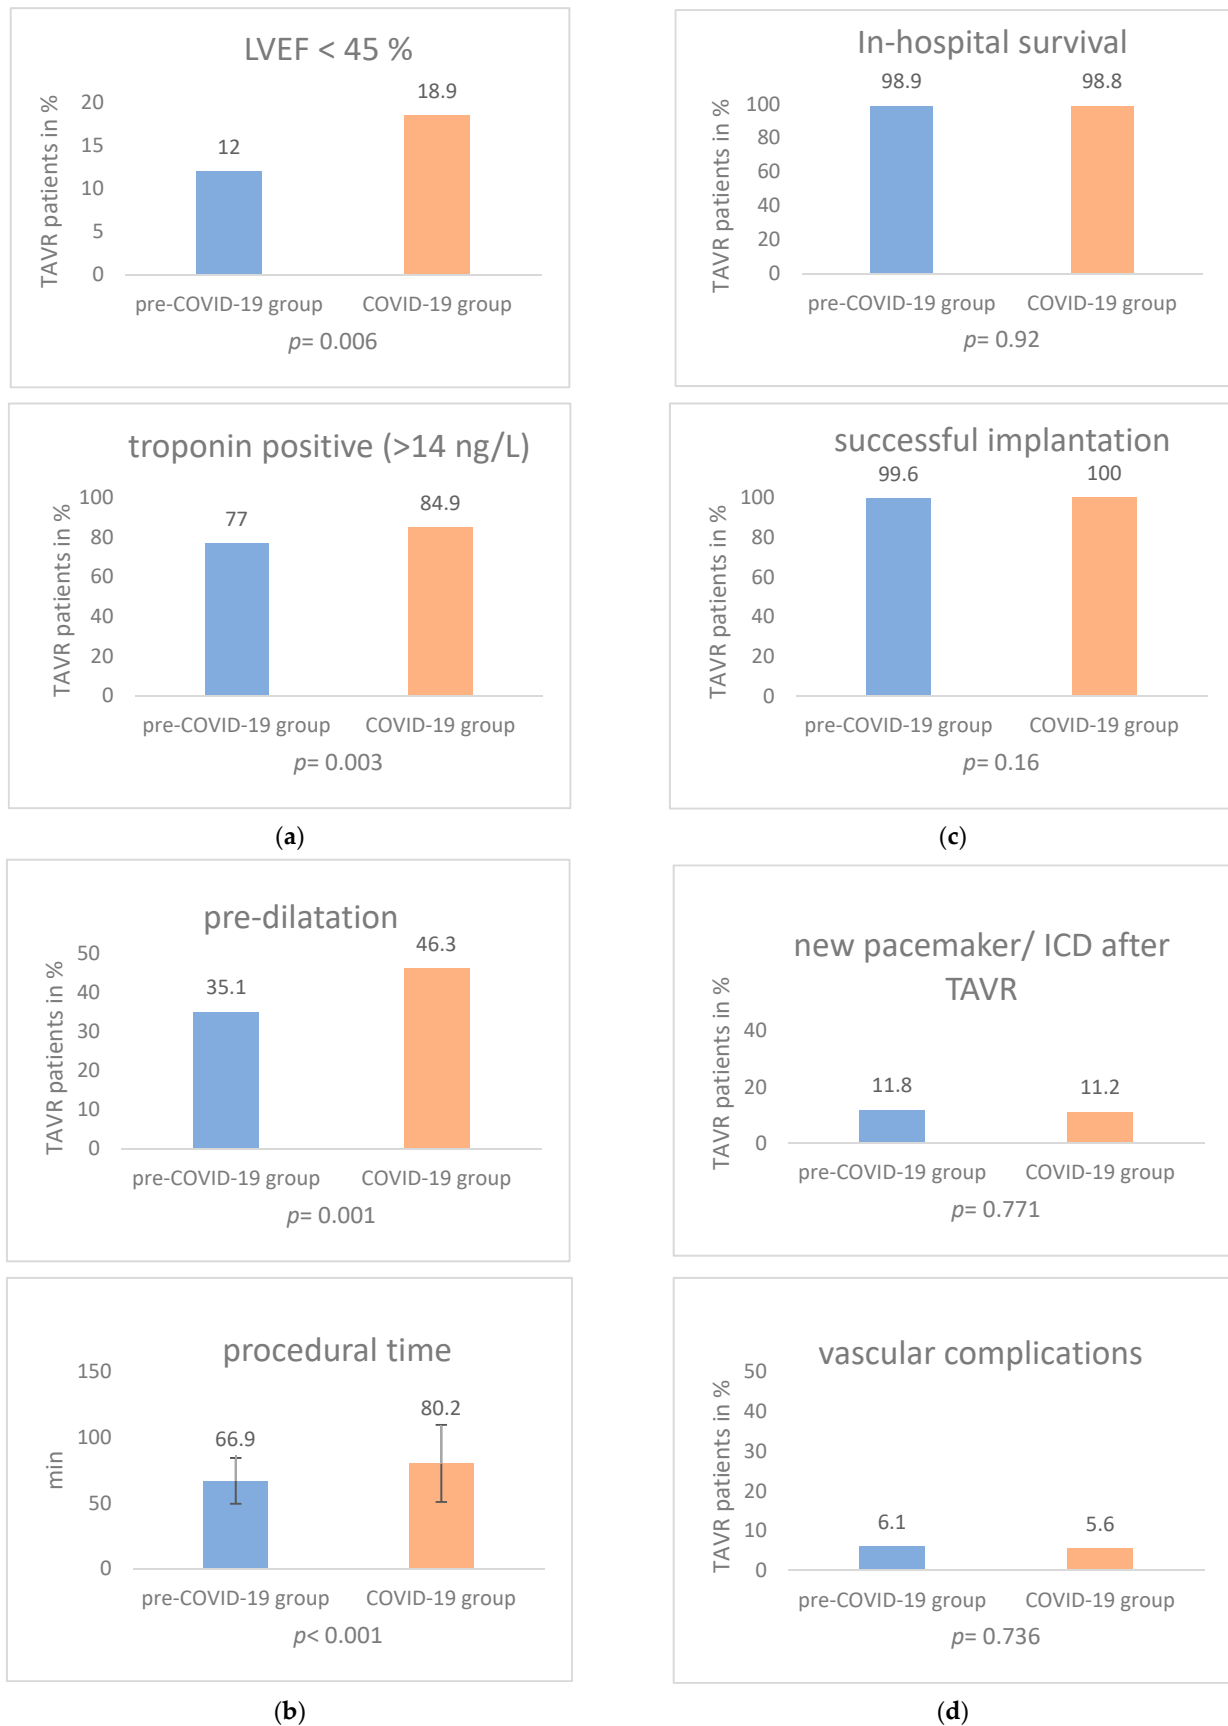 LVEF < 45 %
TAVR patients in %
20
15
10
5
0
12
18.9
pre-COVID-19 group
COVID-19 group
p= 0.006
troponin positive (>14 ng/L)
TAVR patients in %
100
80
60
40
20
0
77
84.9
pre-COVID-19 group
COVID-19 group
p= 0.003
(a)
In-hospital survival
TAVR patients in %
100
80
60
40
20
0
98.9
98.8
pre-COVID-19 group
COVID-19 group
p= 0.92
successful implantation
TAVR patients in %
100
80
60
40
20
0
99.6
100
pre-COVID-19 group
COVID-19 group
p= 0.16
(c)
pre-dilatation
TAVR patients in %
50
40
30
20
10
0
35.1
46.3
pre-COVID-19 group
COVID-19 group
p= 0.001
procedural time
min
150
100
50
0
66.9
80.2
pre-COVID-19 group
COVID-19 group
p< 0.001
(b)
new pacemaker/ ICD after
TAVR
TAVR patients in %
40
20
0
11.8
11.2
pre-COVID-19 group
COVID-19 group
p= 0.771
vascular complications
TAVR patients in %
50
40
30
20
10
0
6.1
5.6
pre-COVID-19 group
COVID-19 group
p= 0.736
(d)